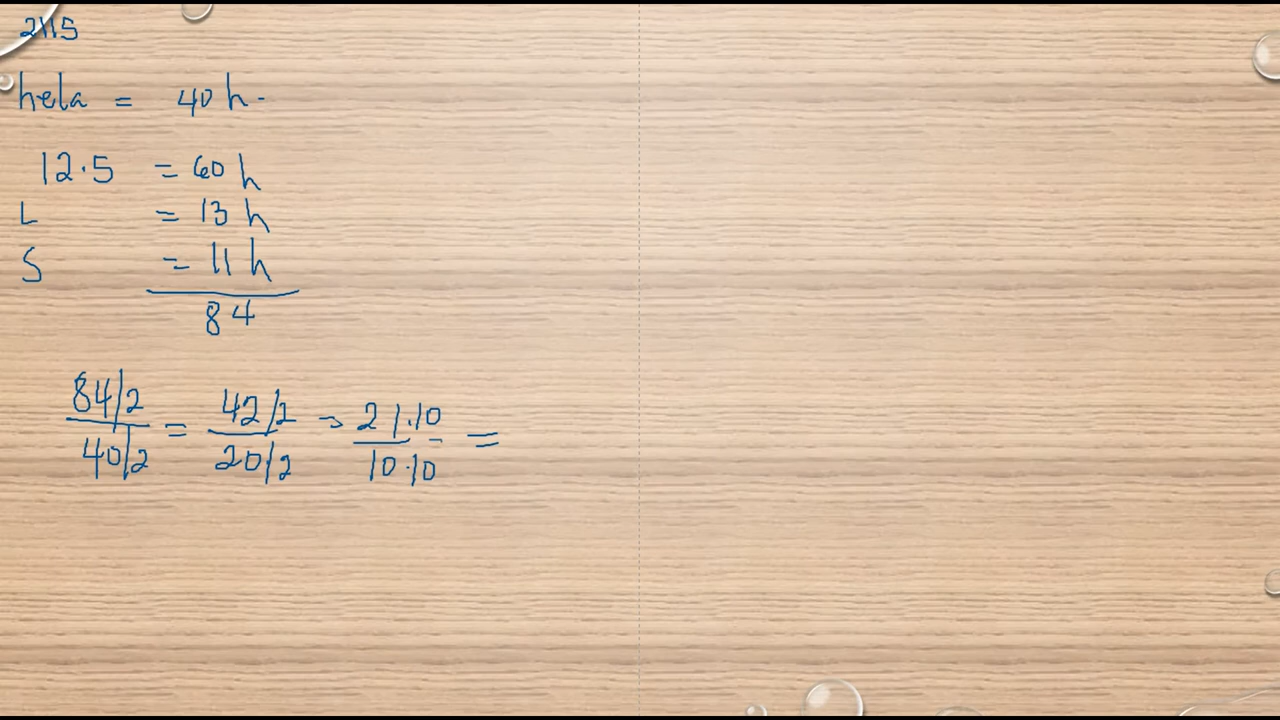 2115
hela = 40 h.
12.5 = 60 h
L = 13 h
S = 11 h
84
84/2 / 40/2 = 42/2 / 20/2 → 21.10 / 10.10 =